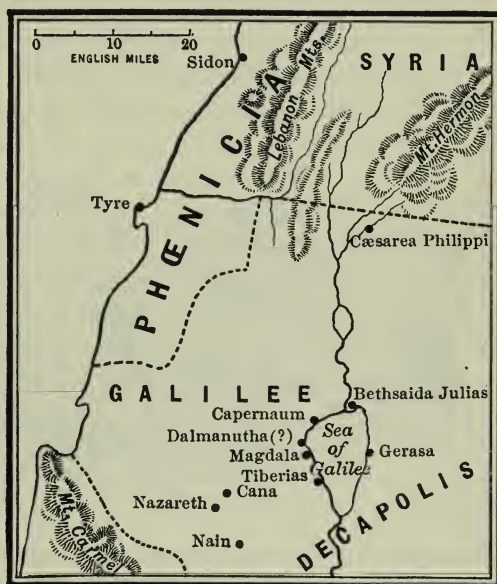 0 10 20
ENGLISH MILES
Sidon
SYRIA
Lebanon Mts.
Mt. Hermon
PHŒNICIA
Tyre
Cæsarea Philippi
GALILEE
Bethsaida Julias
Capernaum
Sea
of
Galilee
Dalmanutha(?)
Magdala
Gerasa
Tiberias
Cana
Nazareth
DECAPOLIS
Mts. Carmel
Nain